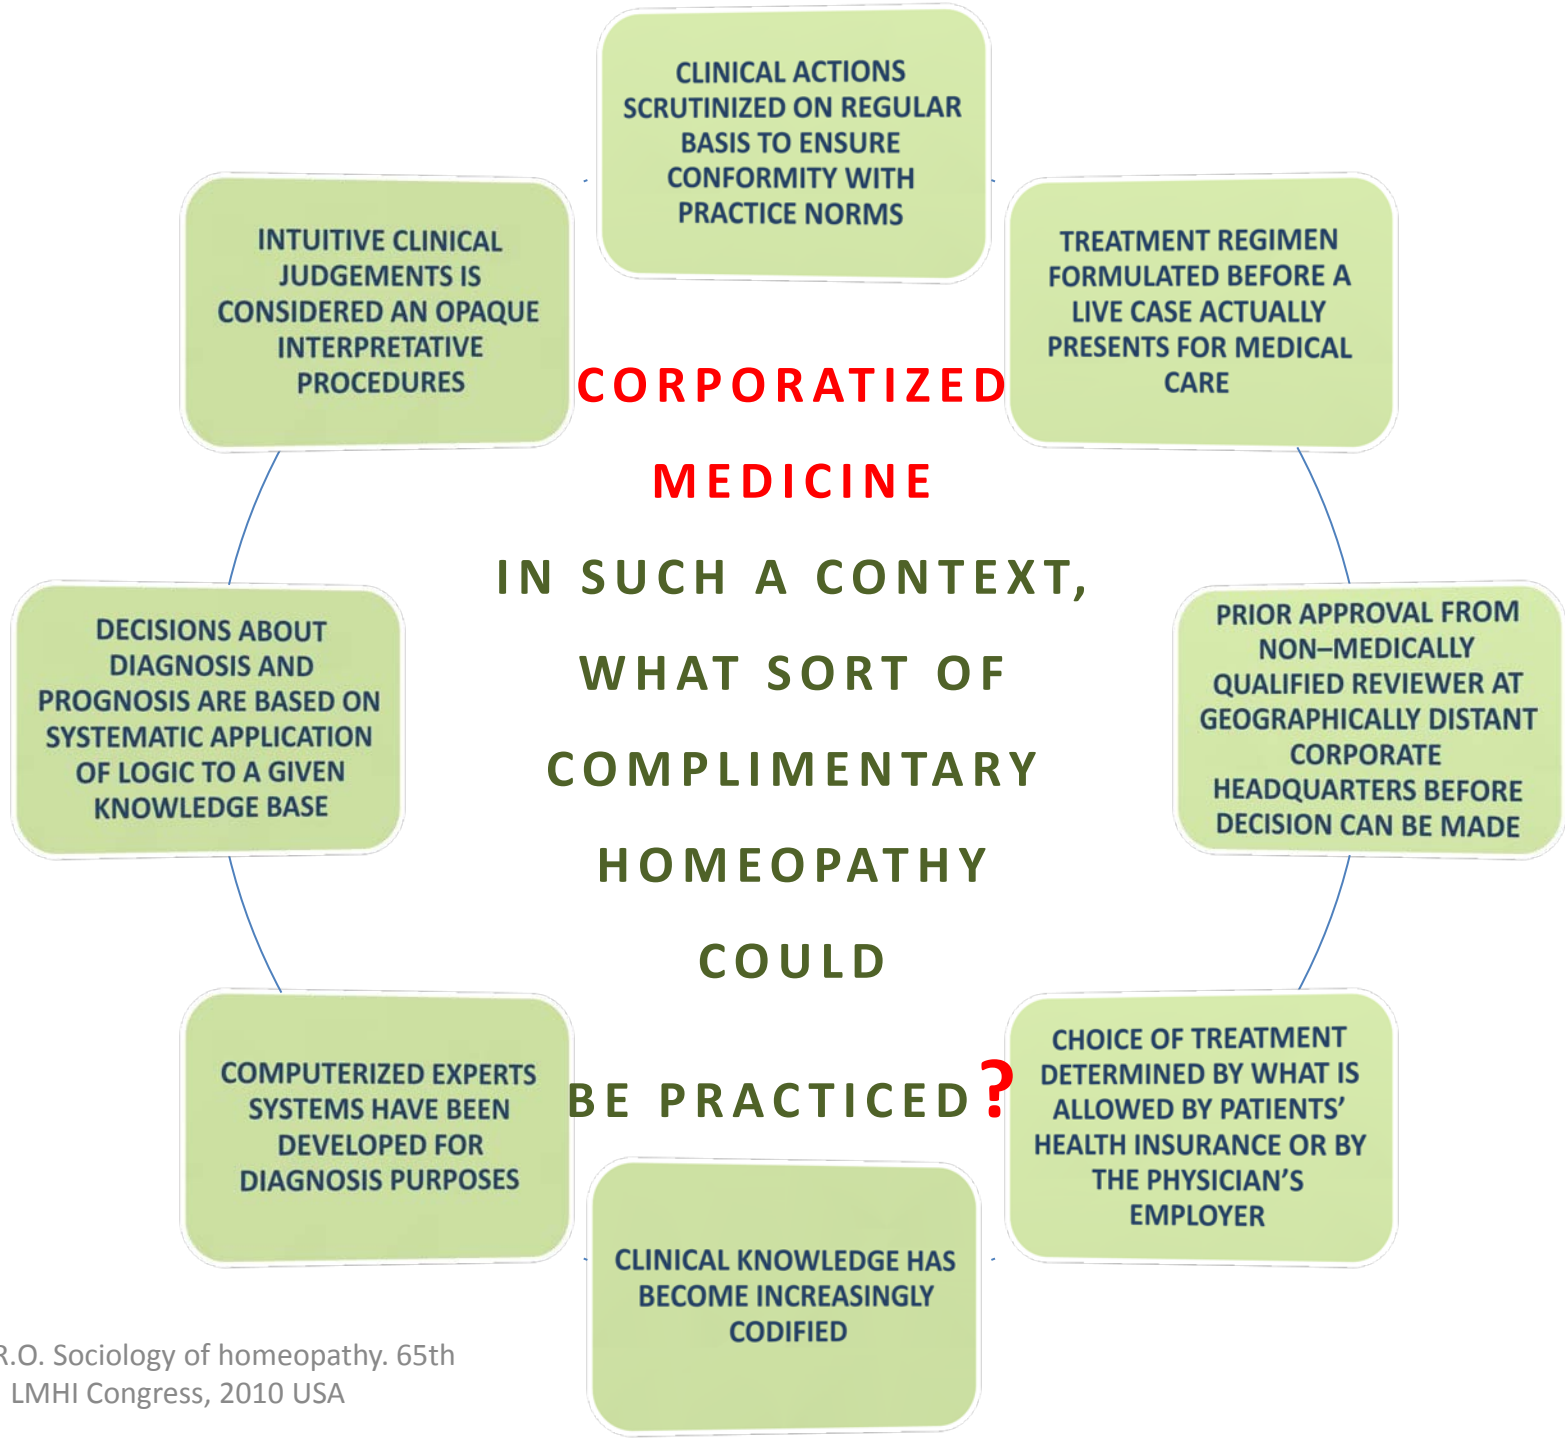 CLINICAL ACTIONS
SCRUTINIZED ON REGULAR
BASIS TO ENSURE
CONFORMITY WITH
PRACTICE NORMS
TREATMENT REGIMEN
FORMULATED BEFORE A
LIVE CASE ACTUALLY
PRESENTS FOR MEDICAL
CARE
PRIOR APPROVAL FROM
NON–MEDICALLY
QUALIFIED REVIEWER AT
GEOGRAPHICALLY DISTANT
CORPORATE
HEADQUARTERS BEFORE
DECISION CAN BE MADE
CHOICE OF TREATMENT
DETERMINED BY WHAT IS
ALLOWED BY PATIENTS’
HEALTH INSURANCE OR BY
THE PHYSICIAN’S
EMPLOYER
CLINICAL KNOWLEDGE HAS
BECOME INCREASINGLY
CODIFIED
COMPUTERIZED EXPERTS
SYSTEMS HAVE BEEN
DEVELOPED FOR
DIAGNOSIS PURPOSES
DECISIONS ABOUT
DIAGNOSIS AND
PROGNOSIS ARE BASED ON
SYSTEMATIC APPLICATION
OF LOGIC TO A GIVEN
KNOWLEDGE BASE
INTUITIVE CLINICAL
JUDGEMENTS IS
CONSIDERED AN OPAQUE
INTERPRETATIVE
PROCEDURES
CORPORATIZED
MEDICINE
IN SUCH A CONTEXT,
WHAT SORT OF
COMPLIMENTARY
HOMEOPATHY
COULD
BE PRACTICED?
R.O. Sociology of homeopathy. 65th
LMHI Congress, 2010 USA